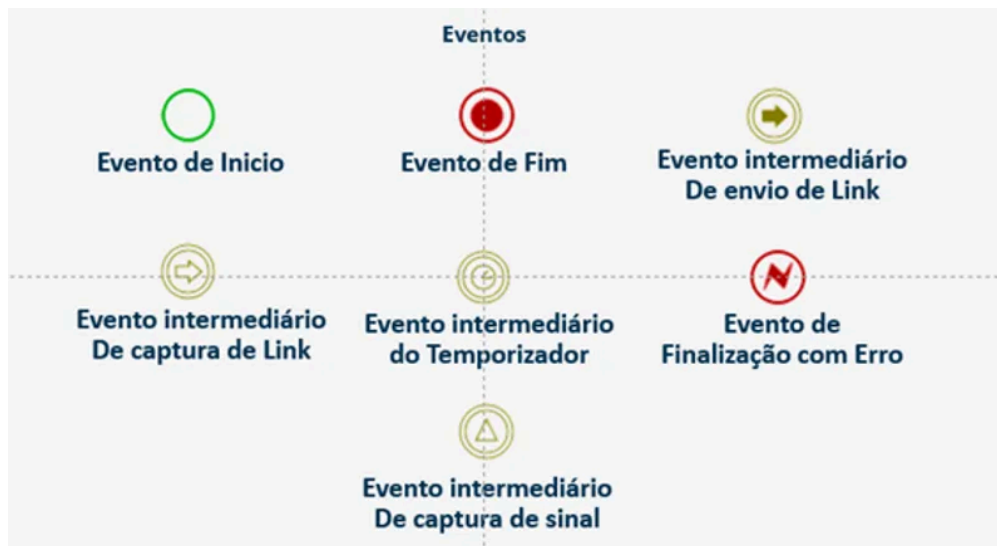 Eventos
Evento de Inicio
Evento de Fim
Evento intermediário
De envio de Link
Evento intermediário
De captura de Link
Evento intermediário
do Temporizador
Evento de
Finalização com Erro
Evento intermediário
De captura de sinal